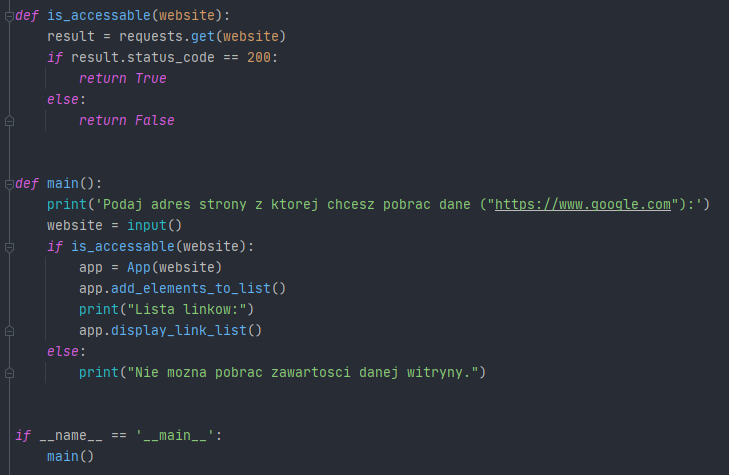 def is_accessable(website):
    result = requests.get(website)
    if result.status_code == 200:
        return True
    else:
        return False
def main():
    print('Podaj adres strony z ktorej chcesz pobrac dane ("https://www.google.com"):')
    website = input()
    if is_accessable(website):
        app = App(website)
        app.add_elements_to_list()
        print("Lista linkow:")
        app.display_link_list()
    else:
        print("Nie mozna pobrac zawartosci danej witryny.")
if __name__ == '__main__':
    main()